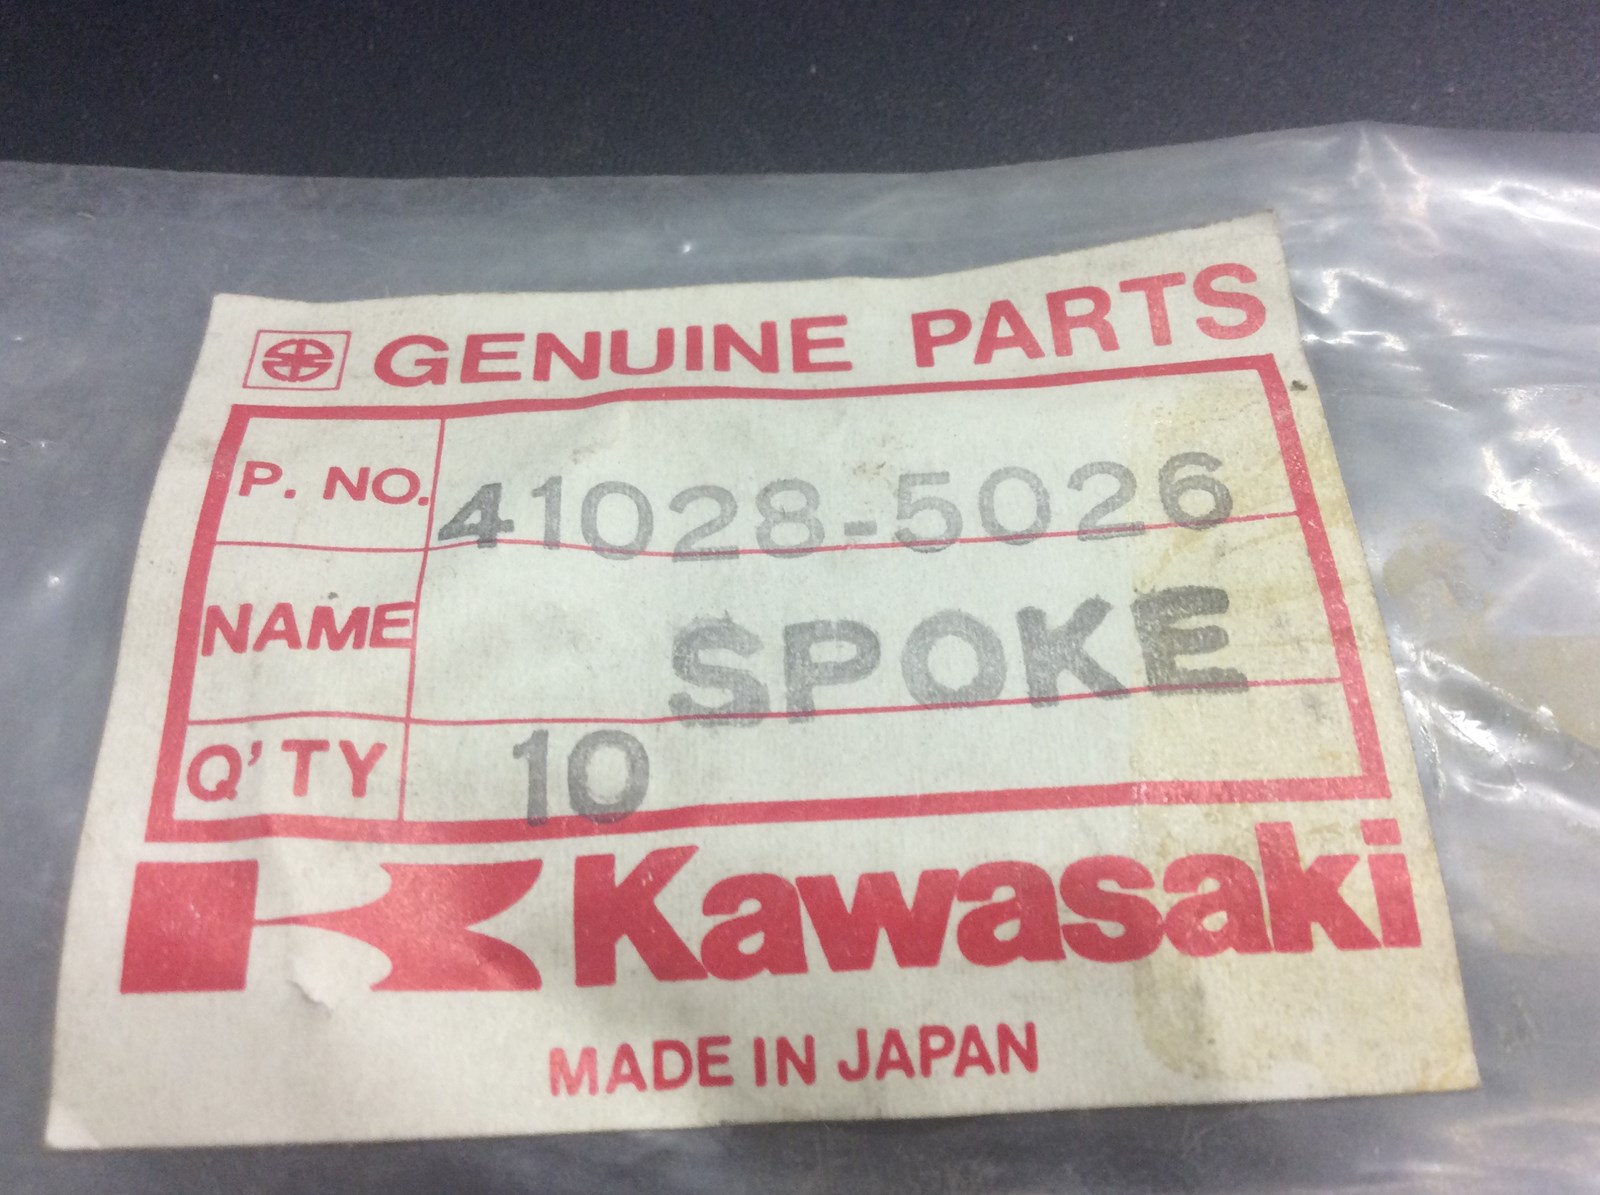 GENUINE PARTS
P. NO. 41028-5026
NAME SPOKE
Q'TY 10
Kawasaki
MADE IN JAPAN